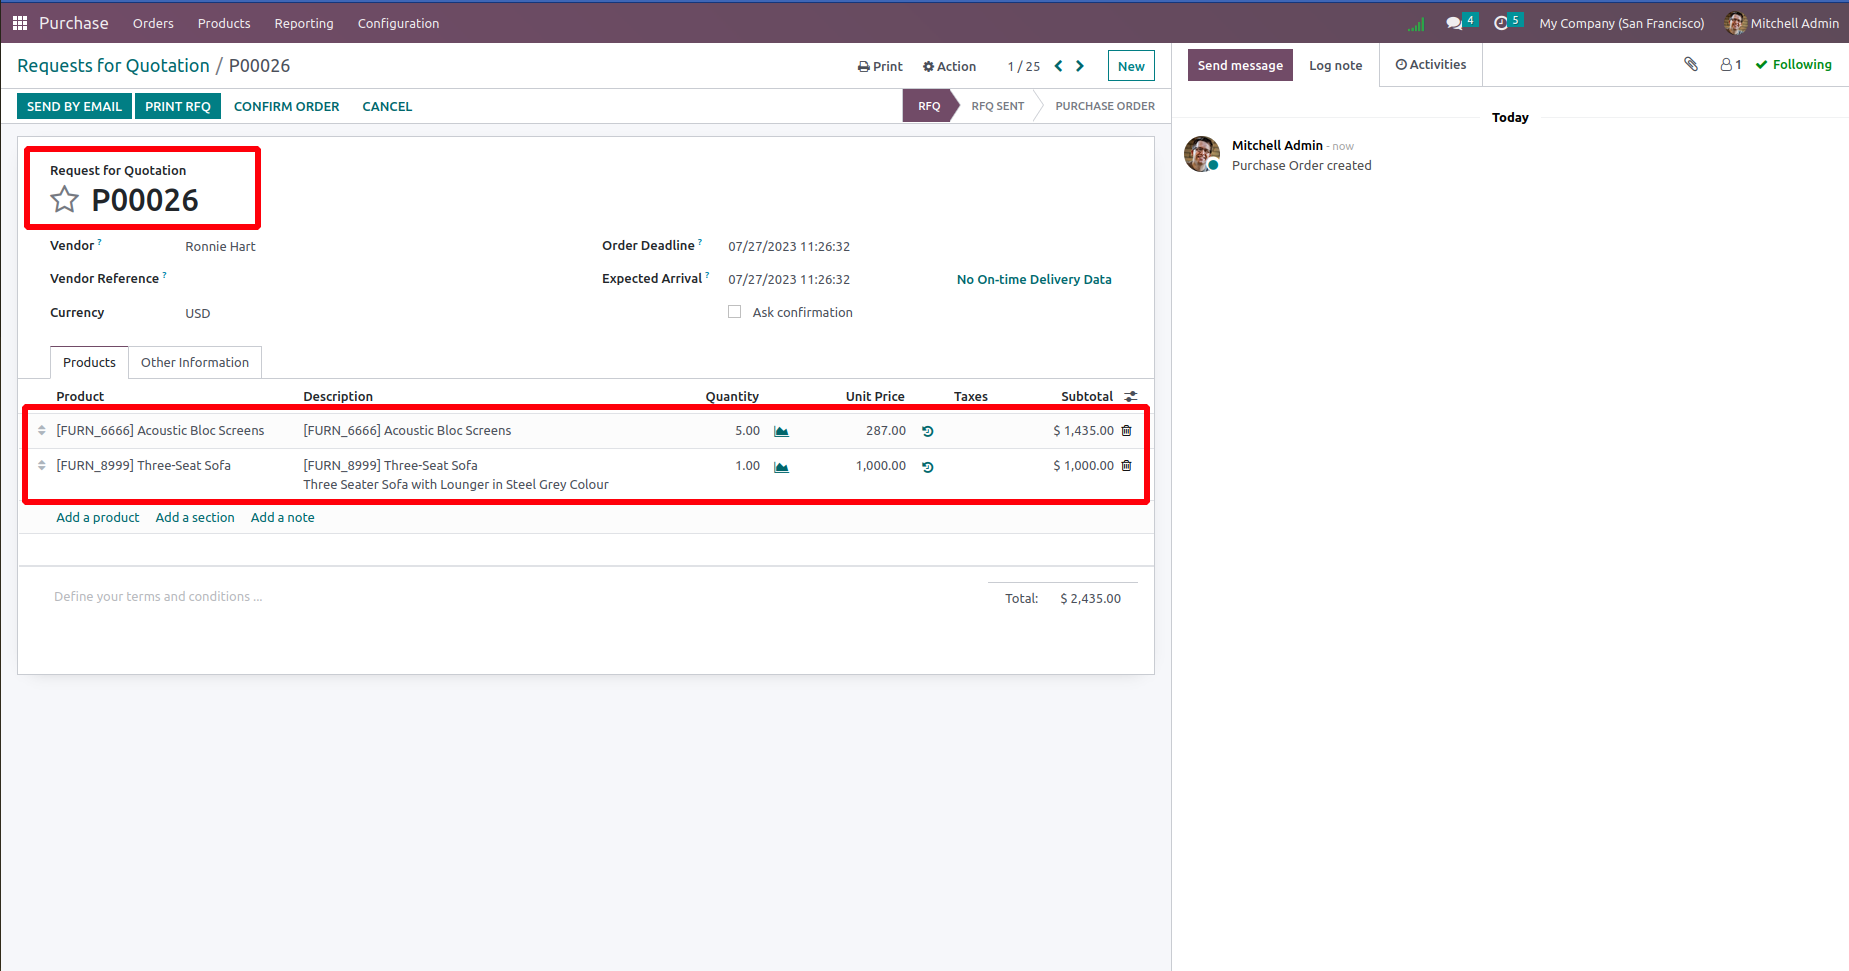 Purchase Orders Products Reporting Configuration 4 5 My Company (San Francisco) Mitchell Admin
Requests for Quotation / P00026 Print Action 1 / 25 New
Send message Log note Activities 1 Following
SEND BY EMAIL PRINT RFQ CONFIRM ORDER CANCEL RFQ RFQ SENT PURCHASE ORDER
Today
Mitchell Admin - now
Purchase Order created
Request for Quotation
P00026
Vendor ? Ronnie Hart Order Deadline ? 07/27/2023 11:26:32
Vendor Reference ? Expected Arrival ? 07/27/2023 11:26:32 No On-time Delivery Data
Currency USD Ask confirmation
Products Other Information
Product Description Quantity Unit Price Taxes Subtotal
[FURN_6666] Acoustic Bloc Screens [FURN_6666] Acoustic Bloc Screens 5.00 287.00 $ 1,435.00
[FURN_8999] Three-Seat Sofa [FURN_8999] Three-Seat Sofa 1.00 1,000.00 $ 1,000.00
Three Seater Sofa with Lounger in Steel Grey Colour
Add a product Add a section Add a note
Define your terms and conditions ... Total: $ 2,435.00